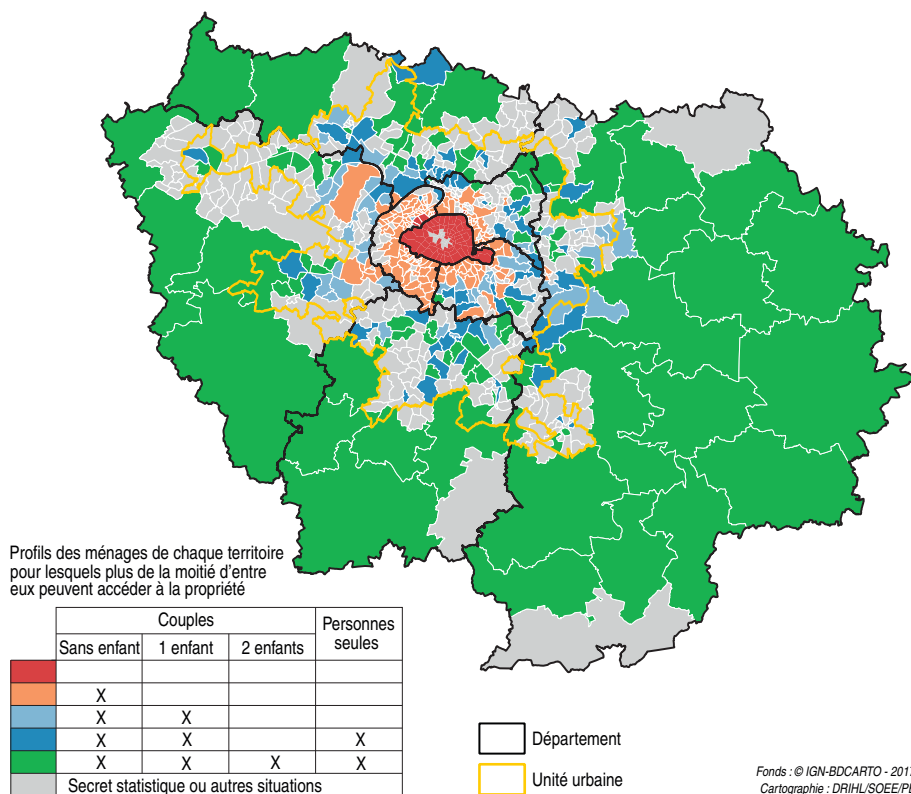 Profils des ménages de chaque territoire
pour lesquels plus de la moitié d'entre
eux peuvent accéder à la propriété
Couples
Personnes
seules
Sans enfant
1 enfant
2 enfants
X
X X
X X X
X X X X
Secret statistique ou autres situations
Département
Unité urbaine
Fonds : © IGN-BDCARTO - 2017
Cartographie : DRIHL/SOEE/